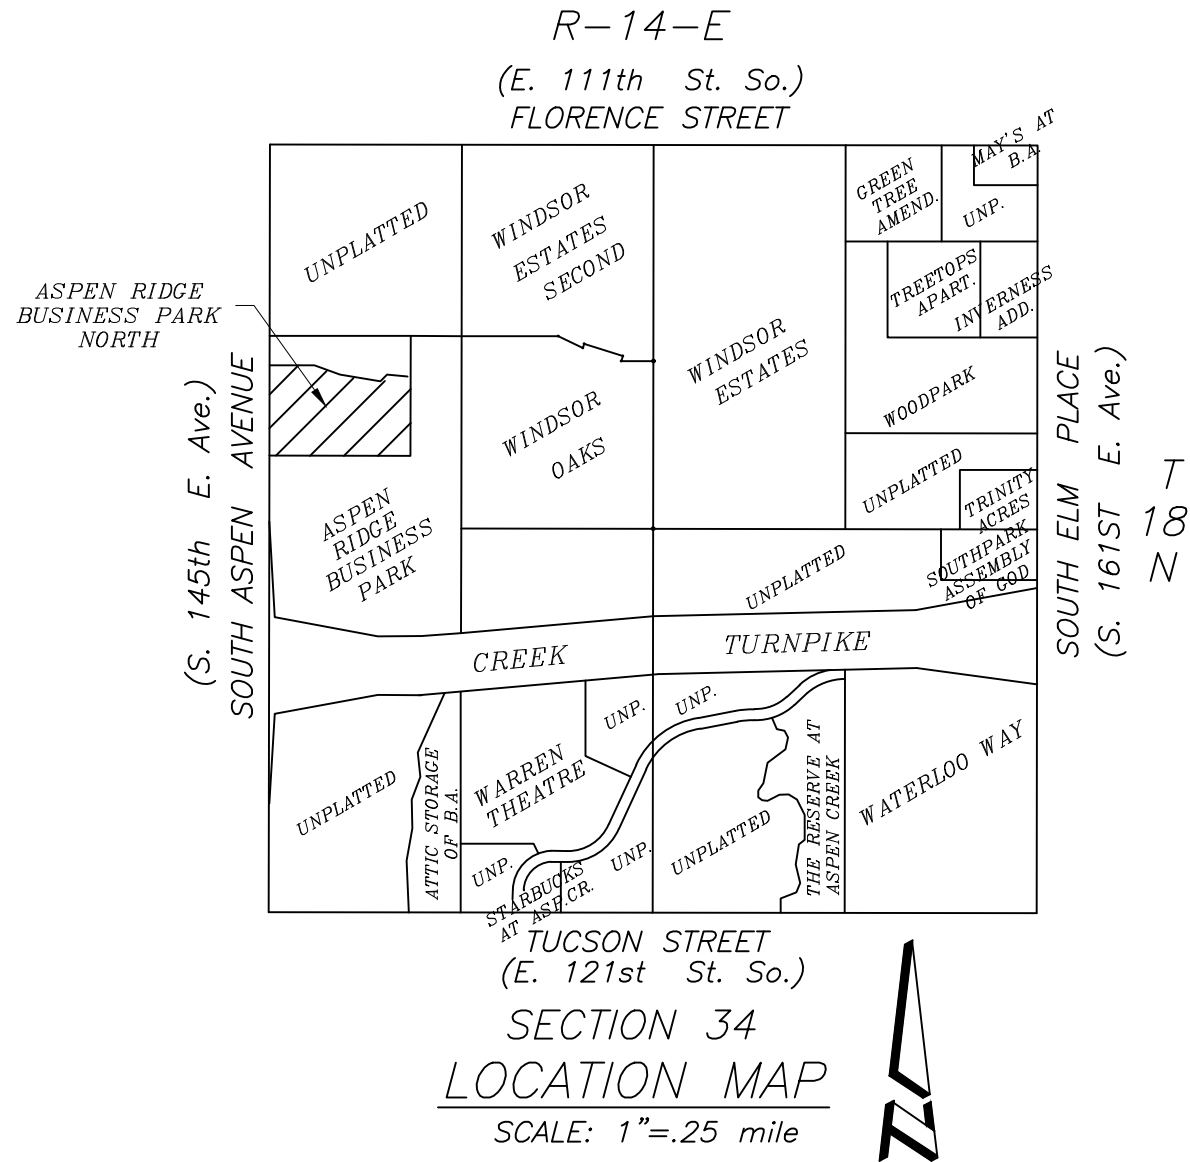 R-14-E
(E. 111th St. So.)
FLORENCE STREET
MAY'S AT
B.A.
GREEN
TREE
AMEND.
UNP.
UNPLATTED
WINDSOR
ESTATES
SECOND
TREETOPS
APART.
INVERNESS
ADD.
ASPEN RIDGE
BUSINESS PARK
NORTH
WINDSOR
ESTATES
WOODPARK
WINDSOR
OAKS
UNPLATTED
TRINITY
ACRES
(S. 145th E. Ave.)
SOUTH ASPEN AVENUE
SOUTH ELM PLACE
(S. 161ST E. Ave.)
T
18
N
ASPEN
RIDGE
BUSINESS
PARK
UNPLATTED
SOUTHPARK
ASSEMBLY
OF GOD
CREEK TURNPIKE
UNP.
UNP.
UNPLATTED
ATTIC STORAGE
OF B.A.
WARREN
THEATRE
UNP.
STARBUCKS
AT ASP.CR.
UNP.
UNPLATTED
THE RESERVE AT
ASPEN CREEK
WATERLOO WAY
TUCSON STREET
(E. 121st St. So.)
SECTION 34
LOCATION MAP
SCALE: 1"=.25 mile
N